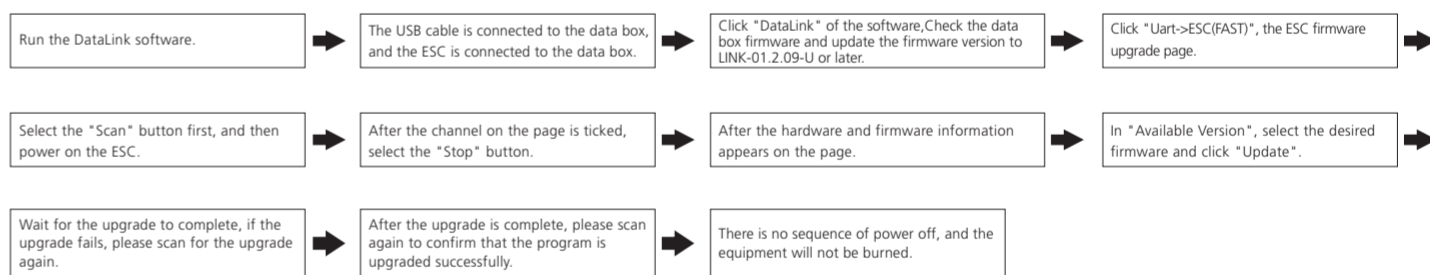 Run the DataLink software.
The USB cable is connected to the data box,
and the ESC is connected to the data box.
Click "DataLink" of the software,Check the data
box firmware and update the firmware version to
LINK-01.2.09-U or later.
Click "Uart->ESC(FAST)", the ESC firmware
upgrade page.
Select the "Scan" button first, and then
power on the ESC.
After the channel on the page is ticked,
select the "Stop" button.
After the hardware and firmware information
appears on the page.
In "Available Version", select the desired
firmware and click "Update".
Wait for the upgrade to complete, if the
upgrade fails, please scan for the upgrade
again.
After the upgrade is complete, please scan
again to confirm that the program is
upgraded successfully.
There is no sequence of power off, and the
equipment will not be burned.